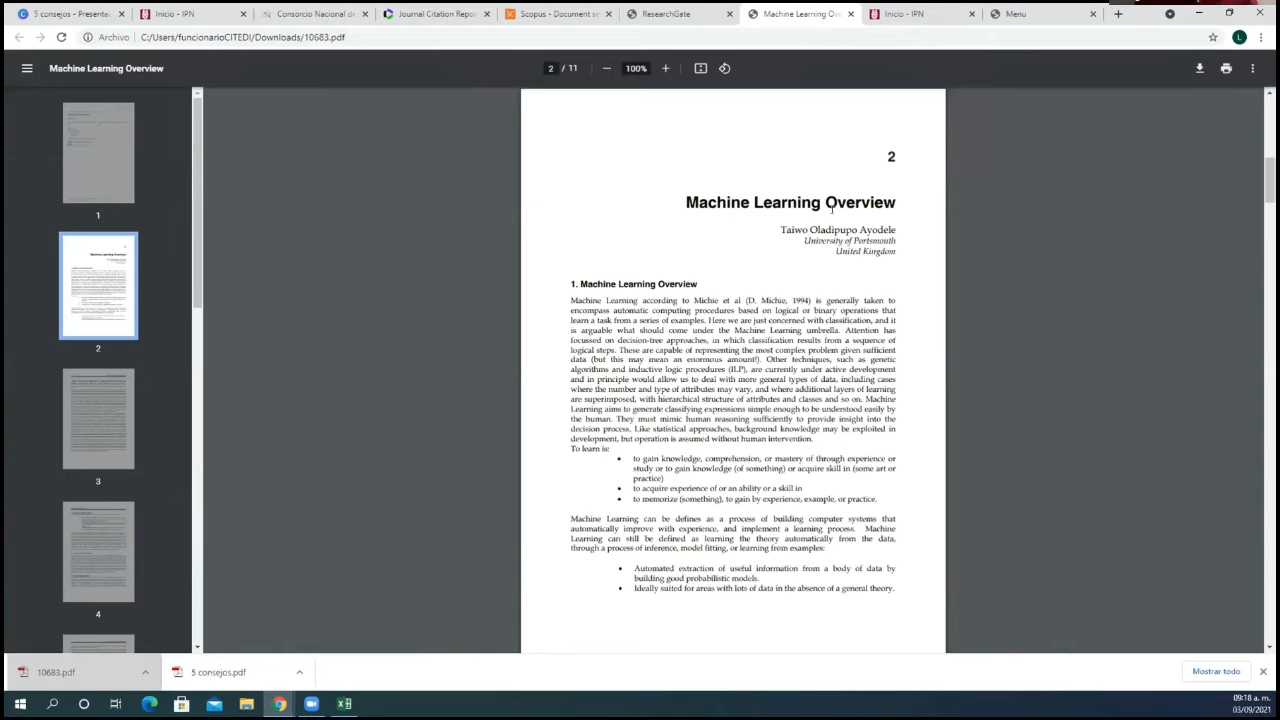 5 consejos - Presenta
Inicio - IPN
Consorcio Nacional de
Journal Citation Repor
Scopus - Document se
ResearchGate
Machine Learning Ov
Inicio - IPN
Menu
Archivo
C:/Users/funcionarioCITEDI/Downloads/10683.pdf
L
Machine Learning Overview
2 / 11
100%
1
2
3
4
2
Machine Learning Overview
Taiwo Oladipupo Ayodele
University of Portsmouth
United Kingdom
1. Machine Learning Overview
Machine Learning according to Michie et al (D. Michie, 1994) is generally taken to
encompass automatic computing procedures based on logical or binary operations that
learn a task from a series of examples. Here we are just concerned with classification, and it
is arguable what should come under the Machine Learning umbrella. Attention has
focussed on decision-tree approaches, in which classification results from a sequence of
logical steps. These are capable of representing the most complex problem given sufficient
data (but this may mean an enormous amount!). Other techniques, such as genetic
algorithms and inductive logic procedures (ILP), are currently under active development
and in principle would allow us to deal with more general types of data, including cases
where the number and type of attributes may vary, and where additional layers of learning
are superimposed, with hierarchical structure of attributes and classes and so on. Machine
Learning aims to generate classifying expressions simple enough to be understood easily by
the human. They must mimic human reasoning sufficiently to provide insight into the
decision process. Like statistical approaches, background knowledge may be exploited in
development, but operation is assumed without human intervention.
To learn is:
• to gain knowledge, comprehension, or mastery of through experience or
study or to gain knowledge (of something) or acquire skill in (some art or
practice)
• to acquire experience of or an ability or a skill in
• to memorize (something), to gain by experience, example, or practice.
Machine Learning can be defines as a process of building computer systems that
automatically improve with experience, and implement a learning process. Machine
Learning can still be defined as learning the theory automatically from the data,
through a process of inference, model fitting, or learning from examples:
• Automated extraction of useful information from a body of data by
building good probabilistic models.
• Ideally suited for areas with lots of data in the absence of a general theory.
10683.pdf
5 consejos.pdf
Mostrar todo
09:18 a. m.
03/09/2021